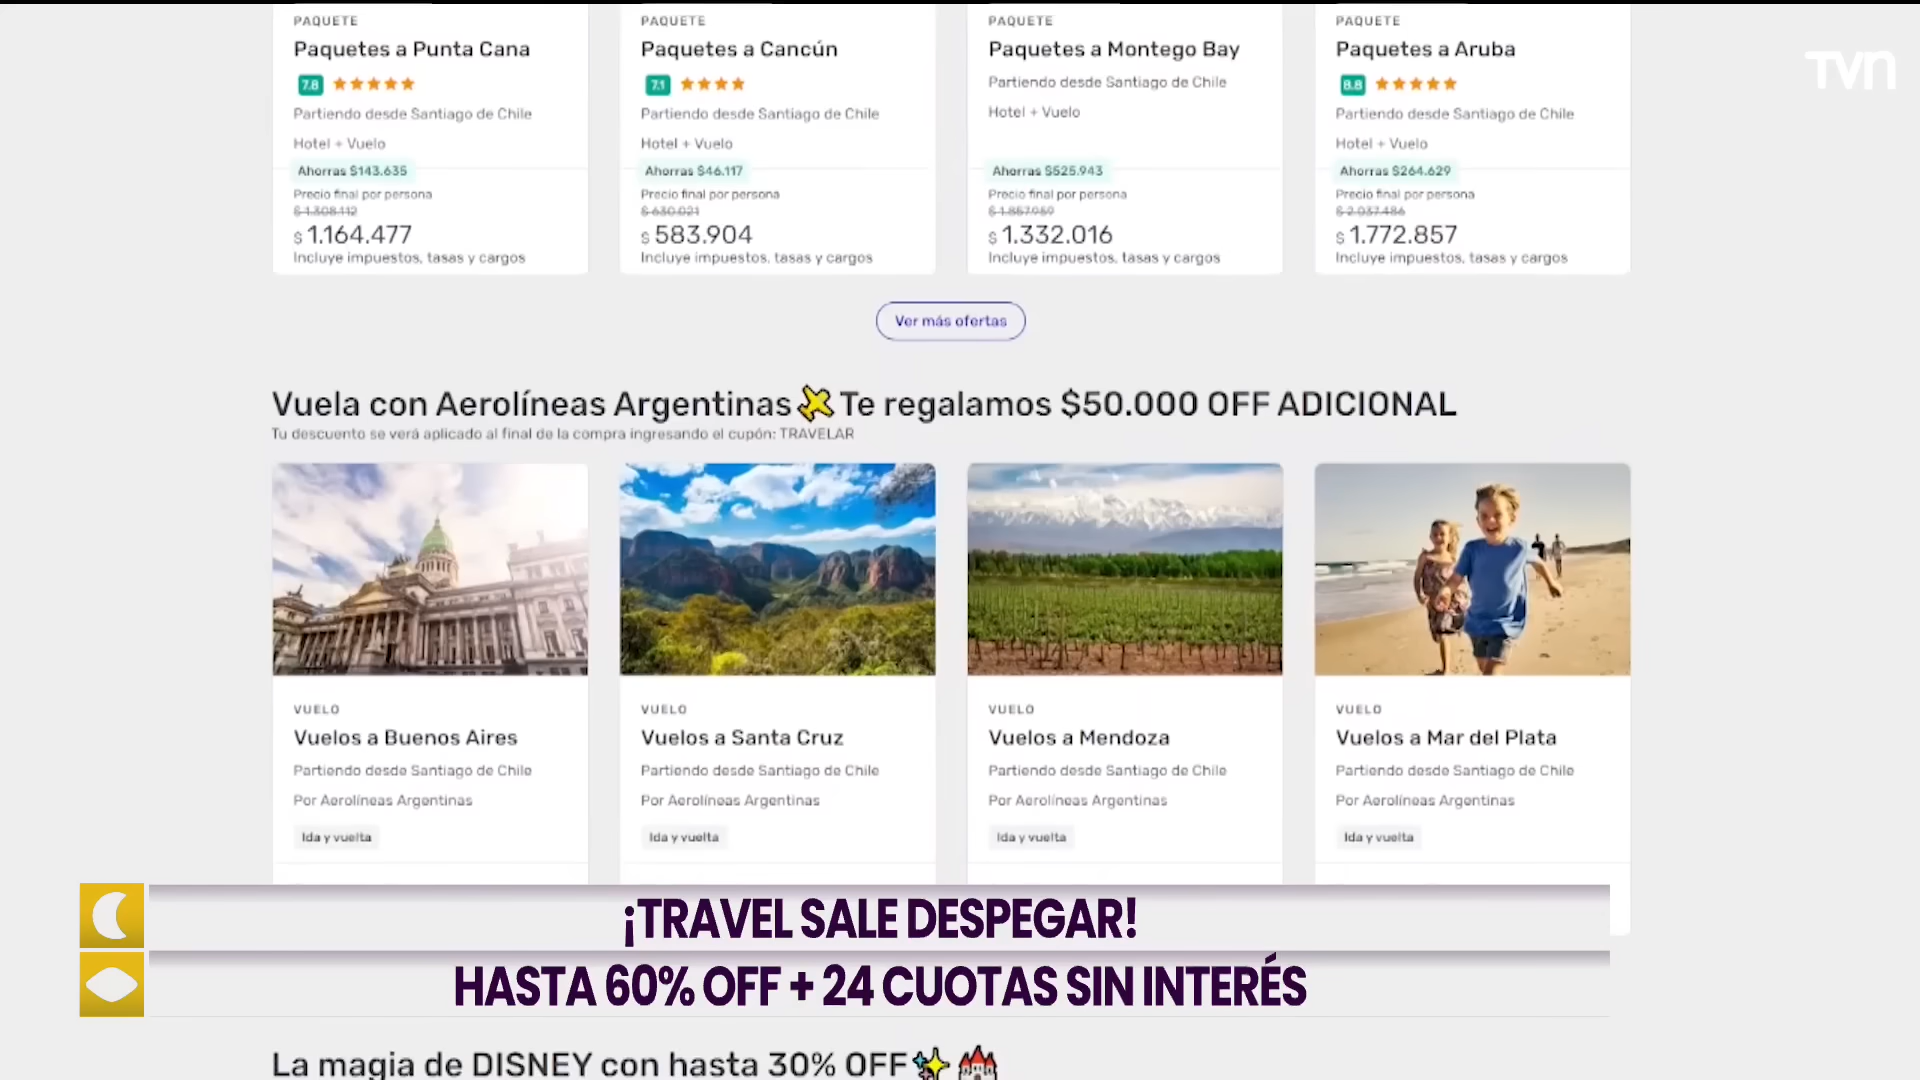 TVN
PAQUETE
Paquetes a Punta Cana
7.8
Partiendo desde Santiago de Chile
Hotel + Vuelo
Ahorras $143.635
Precio final por persona
$ 1.308.112
$ 1.164.477
Incluye impuestos, tasas y cargos
PAQUETE
Paquetes a Cancún
7.1
Partiendo desde Santiago de Chile
Hotel + Vuelo
Ahorras $46.117
Precio final por persona
$ 630.021
$ 583.904
Incluye impuestos, tasas y cargos
PAQUETE
Paquetes a Montego Bay
Partiendo desde Santiago de Chile
Hotel + Vuelo
Ahorras $525.943
Precio final por persona
$ 1.857.959
$ 1.332.016
Incluye impuestos, tasas y cargos
PAQUETE
Paquetes a Aruba
8.8
Partiendo desde Santiago de Chile
Hotel + Vuelo
Ahorras $264.629
Precio final por persona
$ 2.037.486
$ 1.772.857
Incluye impuestos, tasas y cargos
Ver más ofertas
Vuela con Aerolíneas Argentinas Te regalamos $50.000 OFF ADICIONAL
Tu descuento se verá aplicado al final de la compra ingresando el cupón: TRAVELAR
VUELO
Vuelos a Buenos Aires
Partiendo desde Santiago de Chile
Por Aerolíneas Argentinas
Ida y vuelta
VUELO
Vuelos a Santa Cruz
Partiendo desde Santiago de Chile
Por Aerolíneas Argentinas
Ida y vuelta
VUELO
Vuelos a Mendoza
Partiendo desde Santiago de Chile
Por Aerolíneas Argentinas
Ida y vuelta
VUELO
Vuelos a Mar del Plata
Partiendo desde Santiago de Chile
Por Aerolíneas Argentinas
Ida y vuelta
¡TRAVEL SALE DESPEGAR!
HASTA 60% OFF + 24 CUOTAS SIN INTERÉS
La magia de DISNEY con hasta 30% OFF